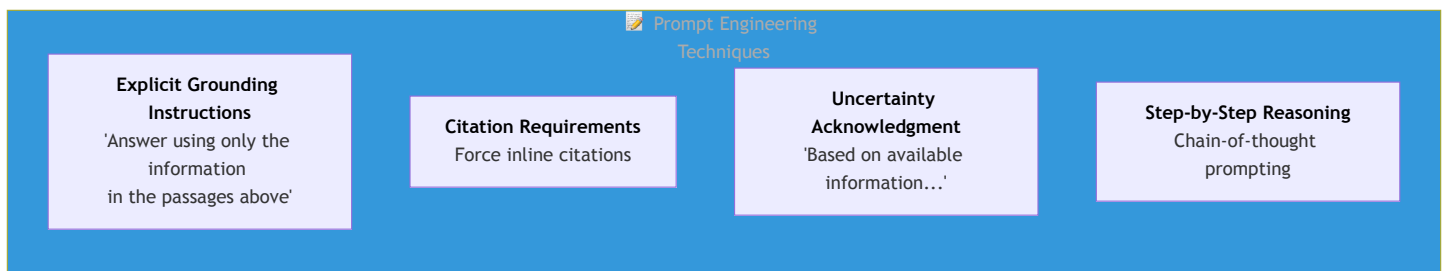 📝 Prompt Engineering
Techniques
Explicit Grounding
Instructions
'Answer using only the
information
in the passages above'
Citation Requirements
Force inline citations
Uncertainty
Acknowledgment
'Based on available
information...'
Step-by-Step Reasoning
Chain-of-thought
prompting